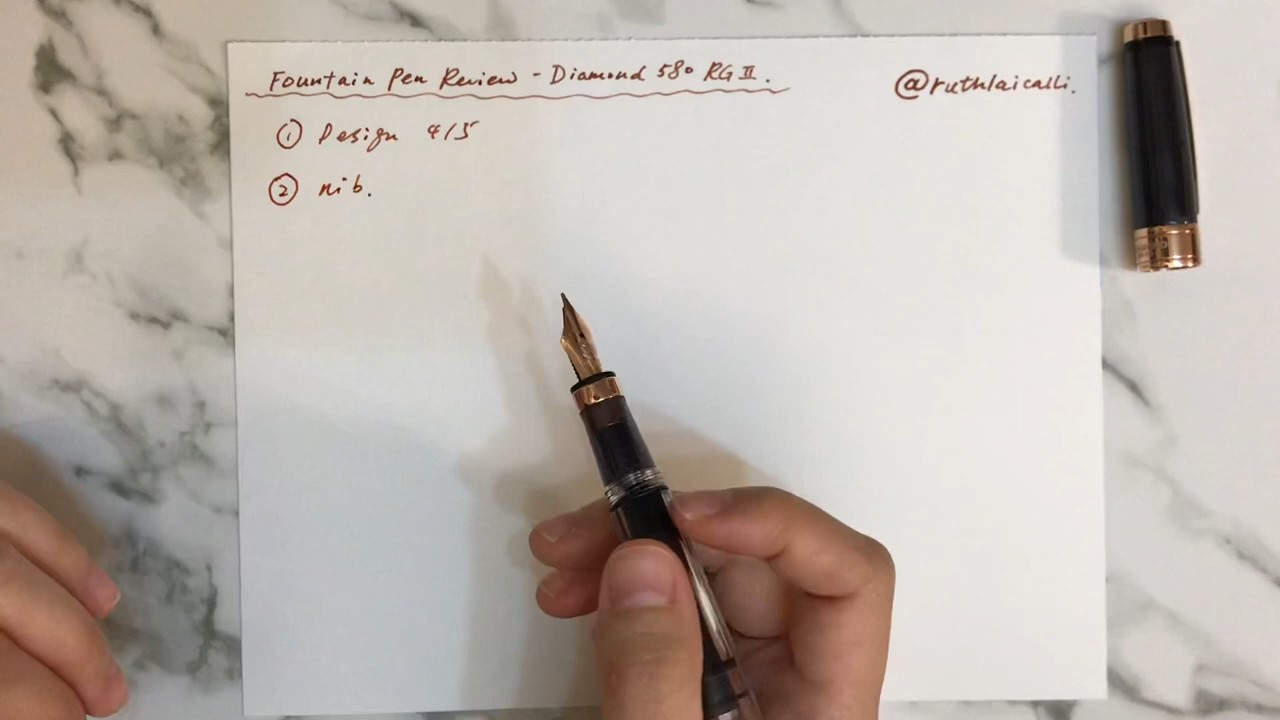 Fountain Pen Review - Diamond 580 RG II.
@ruthlaicalli.
① Design 4/5
② nib.